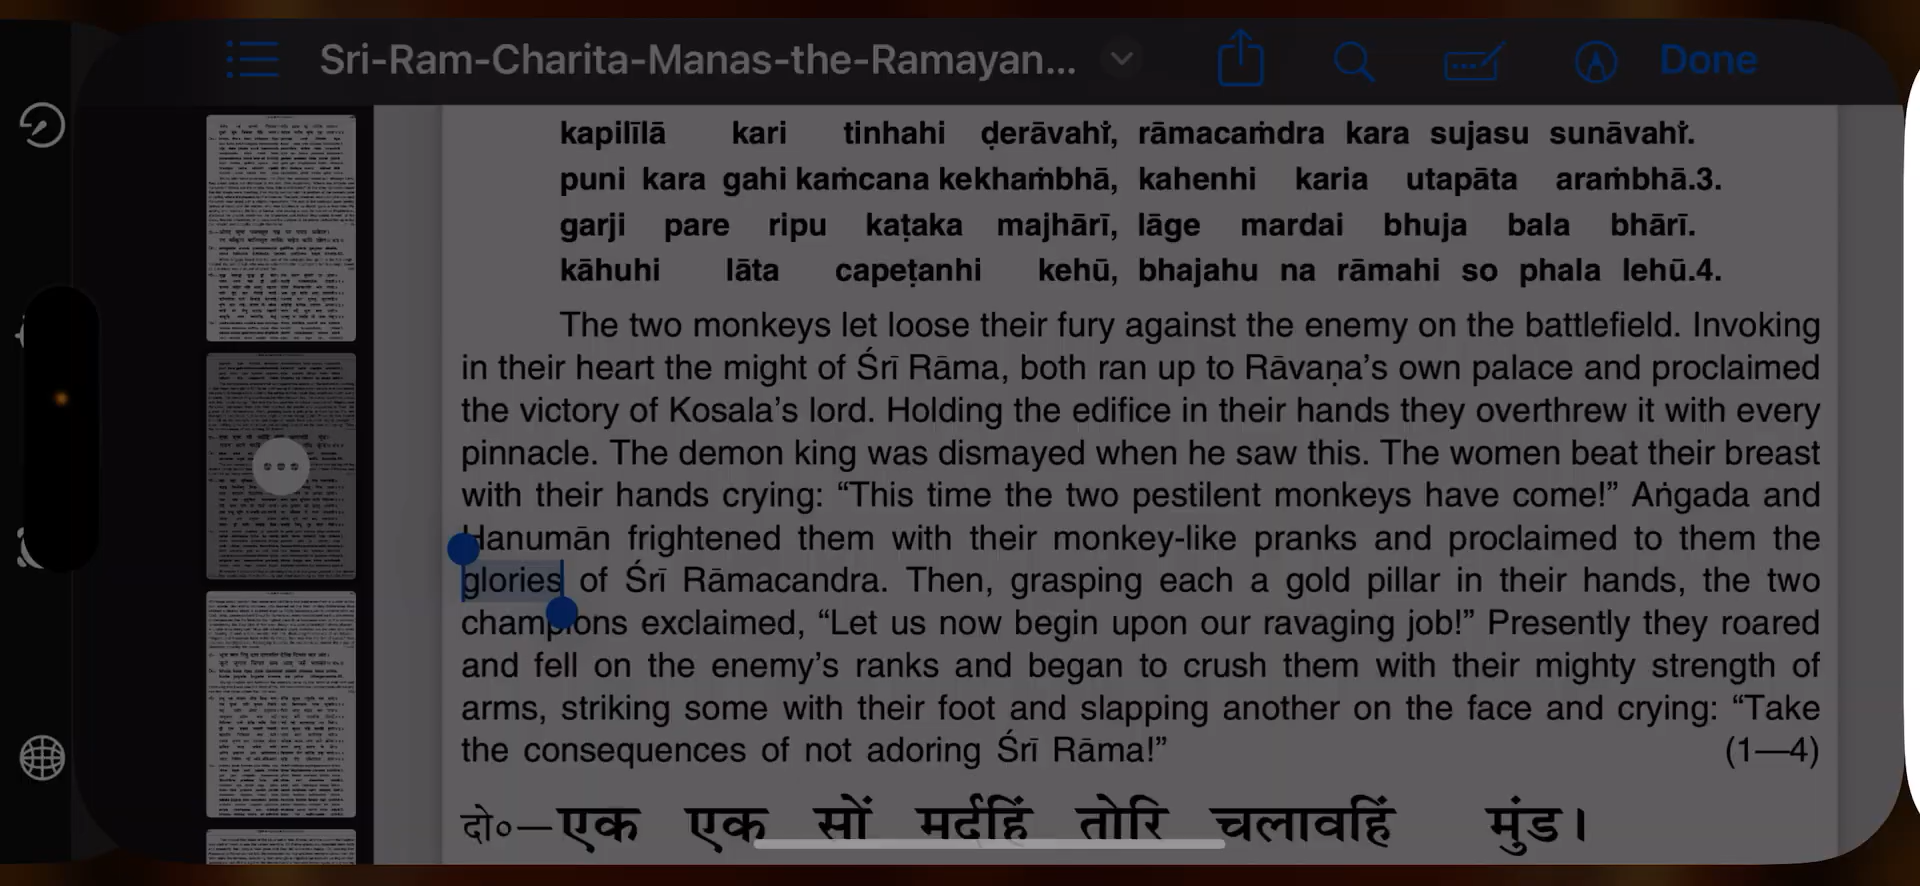 Sri-Ram-Charita-Manas-the-Ramayan...
Done
kapilīlā kari tinhahi ḍerāvahiṁ, rāmacaṁdra kara sujasu sunāvahiṁ.
puni kara gahi kaṁcana kekhaṁbhā, kahenhi karia utapāta araṁbhā.3.
garji pare ripu kaṭaka majhārī, lāge mardai bhuja bala bhārī.
kāhuhi lāta capeṭanhi kehū, bhajahu na rāmahi so phala lehū.4.
The two monkeys let loose their fury against the enemy on the battlefield. Invoking
in their heart the might of Śrī Rāma, both ran up to Rāvaṇa’s own palace and proclaimed
the victory of Kosala’s lord. Holding the edifice in their hands they overthrew it with every
pinnacle. The demon king was dismayed when he saw this. The women beat their breast
with their hands crying: “This time the two pestilent monkeys have come!” Aṅgada and
Hanumān frightened them with their monkey-like pranks and proclaimed to them the
glories of Śrī Rāmacandra. Then, grasping each a gold pillar in their hands, the two
champions exclaimed, “Let us now begin upon our ravaging job!” Presently they roared
and fell on the enemy’s ranks and began to crush them with their mighty strength of
arms, striking some with their foot and slapping another on the face and crying: “Take
the consequences of not adoring Śrī Rāma!” (1—4)
दो०—एक एक सों मर्दहिं तोरि चलावहिं मुंड।